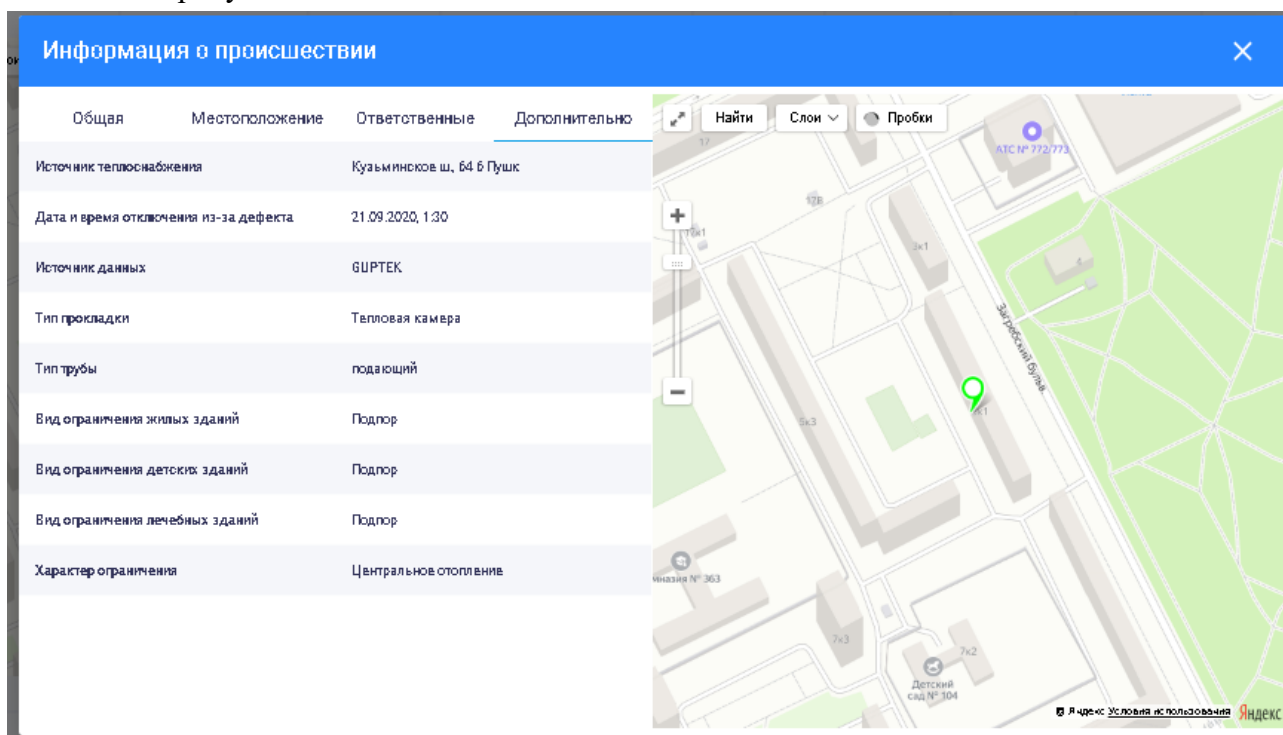 Информация о происшествии
Общая Местоположение Ответственные Дополнительно
Источник теплоснабжения Кузьминское ш, 64 б Пушк
Дата и время отключения из-за дефекта 21.09.2020, 1:30
Источник данных GUPTEK
Тип прокладки Тепловая камера
Тип трубы подающий
Вид ограничения жилых зданий Подпор
Вид ограничения детских зданий Подпор
Вид ограничения лечебных зданий Подпор
Характер ограничения Центральное отопление
Найти Слои Пробки
17
АТС № 772/773
17В
17к1
3к1
4
Загребский бульв.
5к3
к1
мназия № 363
7к3
7к2
Детский
сад № 104
Яндекс Условия использования Яндекс